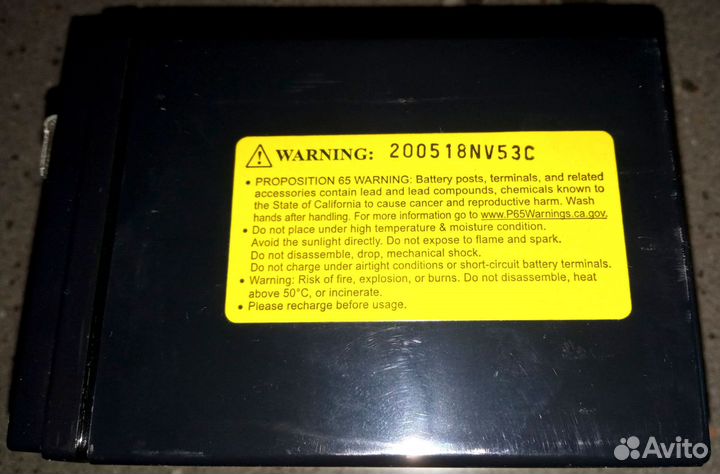 WARNING: 200518NV53C
• PROPOSITION 65 WARNING: Battery posts, terminals, and related
accessories contain lead and lead compounds, chemicals known to
the State of California to cause cancer and reproductive harm. Wash
hands after handling. For more information go to www.P65Warnings.ca.gov.
• Do not place under high temperature & moisture condition.
Avoid the sunlight directly. Do not expose to flame and spark.
Do not disassemble, drop, mechanical shock.
Do not charge under airtight conditions or short-circuit battery terminals.
• Warning: Risk of fire, explosion, or burns. Do not disassemble, heat
above 50°C, or incinerate.
• Please recharge before usage.
Avito